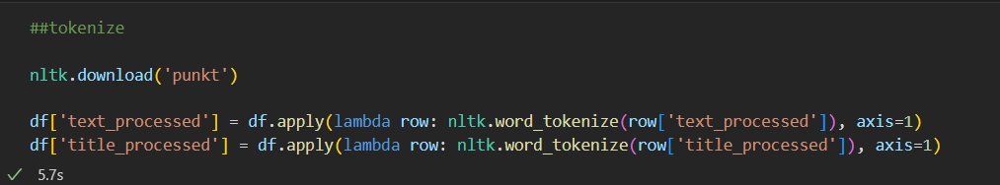 ##tokenize
nltk.download('punkt')
df['text_processed'] = df.apply(lambda row: nltk.word_tokenize(row['text_processed']), axis=1)
df['title_processed'] = df.apply(lambda row: nltk.word_tokenize(row['title_processed']), axis=1)
✓ 5.7s